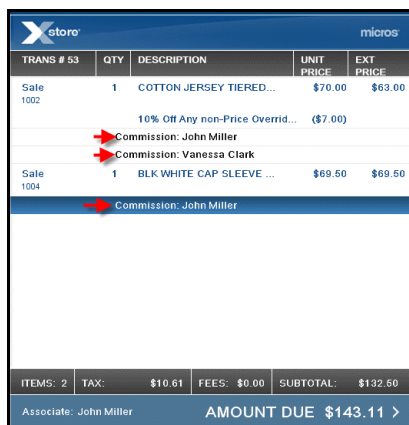 Xstore micros
TRANS # 53 QTY DESCRIPTION UNIT PRICE EXT PRICE
Sale 1 COTTON JERSEY TIERED... $70.00 $63.00
1002
10% Off Any non-Price Overrid... ($7.00)
Commission: John Miller
Commission: Vanessa Clark
Sale 1 BLK WHITE CAP SLEEVE ... $69.50 $69.50
1004
Commission: John Miller
ITEMS: 2 TAX: $10.61 FEES: $0.00 SUBTOTAL: $132.50
Associate: John Miller AMOUNT DUE $143.11 >